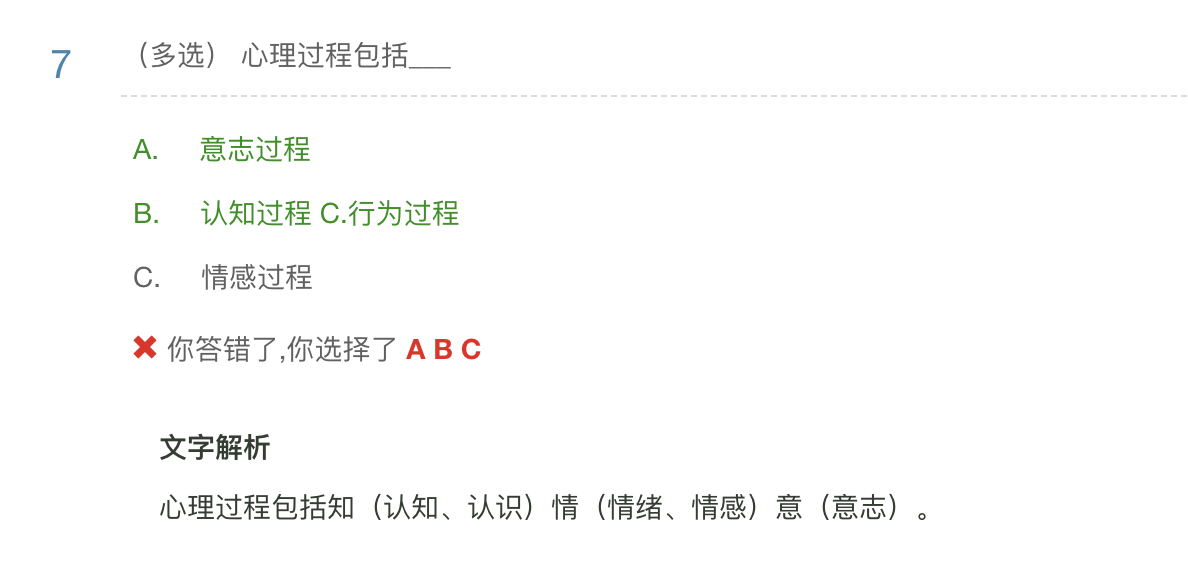 7 （多选） 心理过程包括___
A. 意志过程
B. 认知过程 C.行为过程
C. 情感过程
✖ 你答错了,你选择了 A B C
文字解析
心理过程包括知（认知、认识）情（情绪、情感）意（意志）。